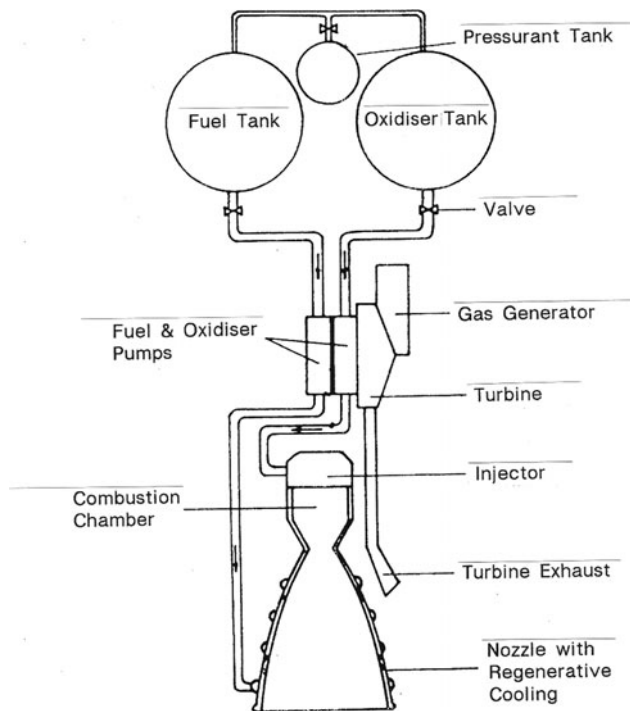 Pressurant Tank
Fuel Tank
Oxidiser Tank
Valve
Fuel & Oxidiser
Pumps
Gas Generator
Turbine
Injector
Combustion
Chamber
Turbine Exhaust
Nozzle with
Regenerative
Cooling